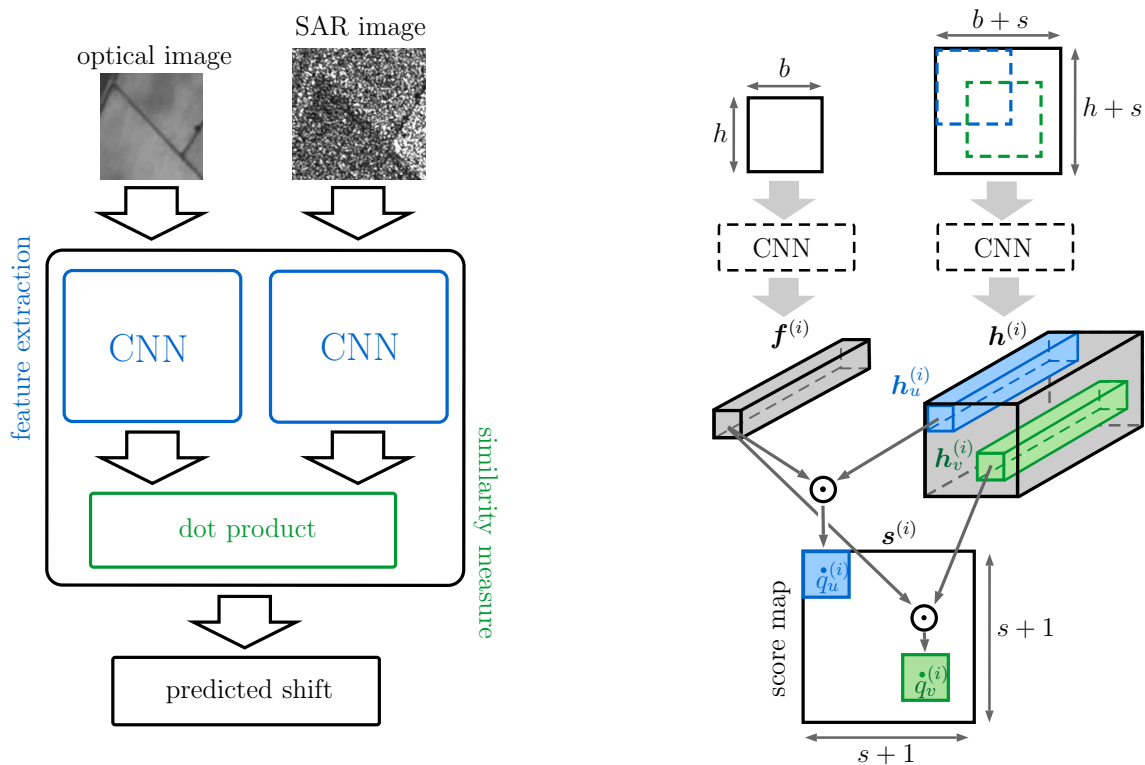 SAR image
optical image
feature extraction
CNN
CNN
dot product
similarity measure
predicted shift
b + s
b
h
h + s
CNN
CNN
f^{(i)}
h^{(i)}
h_u^{(i)}
h_v^{(i)}
s^{(i)}
q_u^{(i)}
score map
s + 1
q_v^{(i)}
s + 1